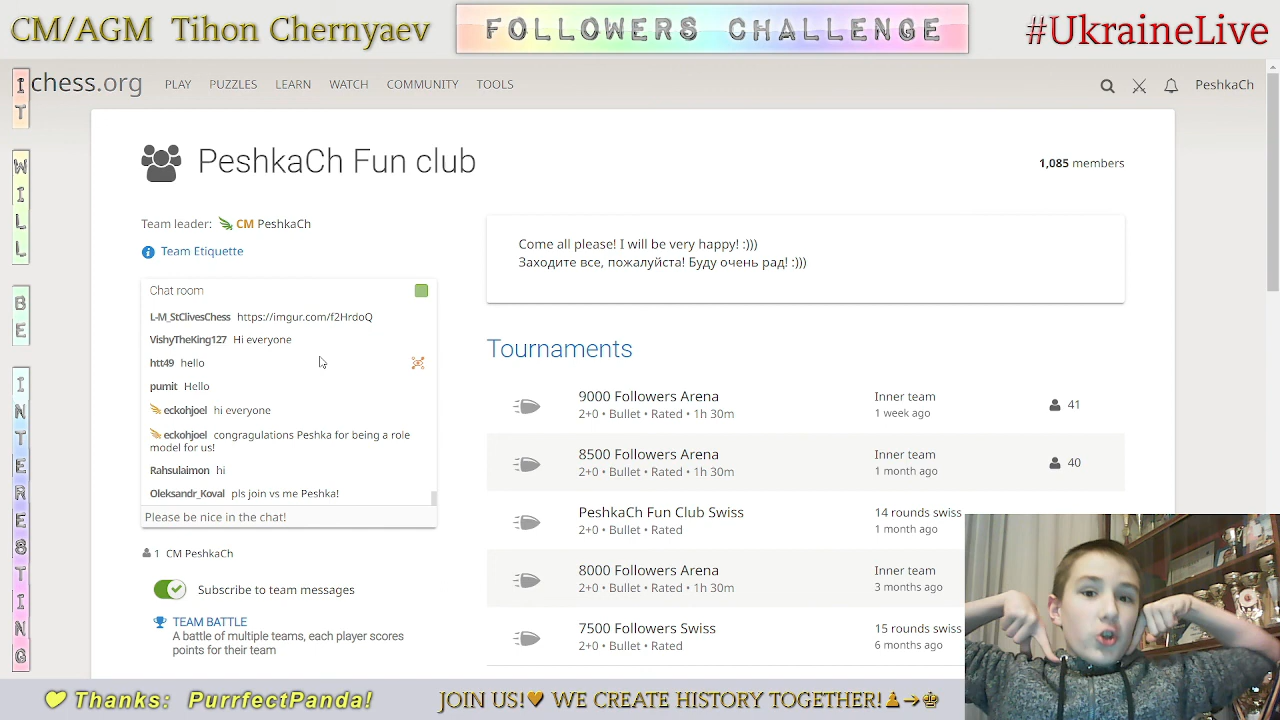 CM/AGM Tihon Chernyaev
FOLLOWERS CHALLENGE
#UkraineLive
chess.org
PLAY
PUZZLES
LEARN
WATCH
COMMUNITY
TOOLS
PeshkaCh
IT
WILL
BE
INTERESTING
PeshkaCh Fun club
1,085 members
Team leader: CM PeshkaCh
Team Etiquette
Come all please! I will be very happy! :)))
Заходите все, пожалуйста! Буду очень рад! :)))
Chat room
L-M_StClivesChess https://imgur.com/f2HrdoQ
VishyTheKing127 Hi everyone
htt49 hello
pumit Hello
eckohjoel hi everyone
eckohjoel congragulations Peshka for being a role
model for us!
Rahsulaimon hi
Oleksandr_Koval pls join vs me Peshka!
Please be nice in the chat!
1 CM PeshkaCh
Subscribe to team messages
TEAM BATTLE
A battle of multiple teams, each player scores
points for their team
Tournaments
9000 Followers Arena
2+0 • Bullet • Rated • 1h 30m
Inner team
1 week ago
41
8500 Followers Arena
2+0 • Bullet • Rated • 1h 30m
Inner team
1 month ago
40
PeshkaCh Fun Club Swiss
2+0 • Bullet • Rated
14 rounds swiss
1 month ago
8000 Followers Arena
2+0 • Bullet • Rated • 1h 30m
Inner team
3 months ago
7500 Followers Swiss
2+0 • Bullet • Rated
15 rounds swiss
6 months ago
Thanks: PurrfectPanda!
JOIN US!🧡 WE CREATE HISTORY TOGETHER!♟→♚